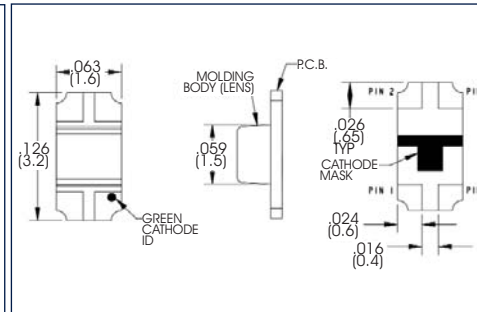 .063
(1.6)
.126
(3.2)
GREEN
CATHODE
ID
MOLDING
BODY (LENS)
P.C.B.
.059
(1.5)
PIN 2
.026
(.65)
TYP
CATHODE
MASK
PIN 1
.024
(0.6)
.016
(0.4)